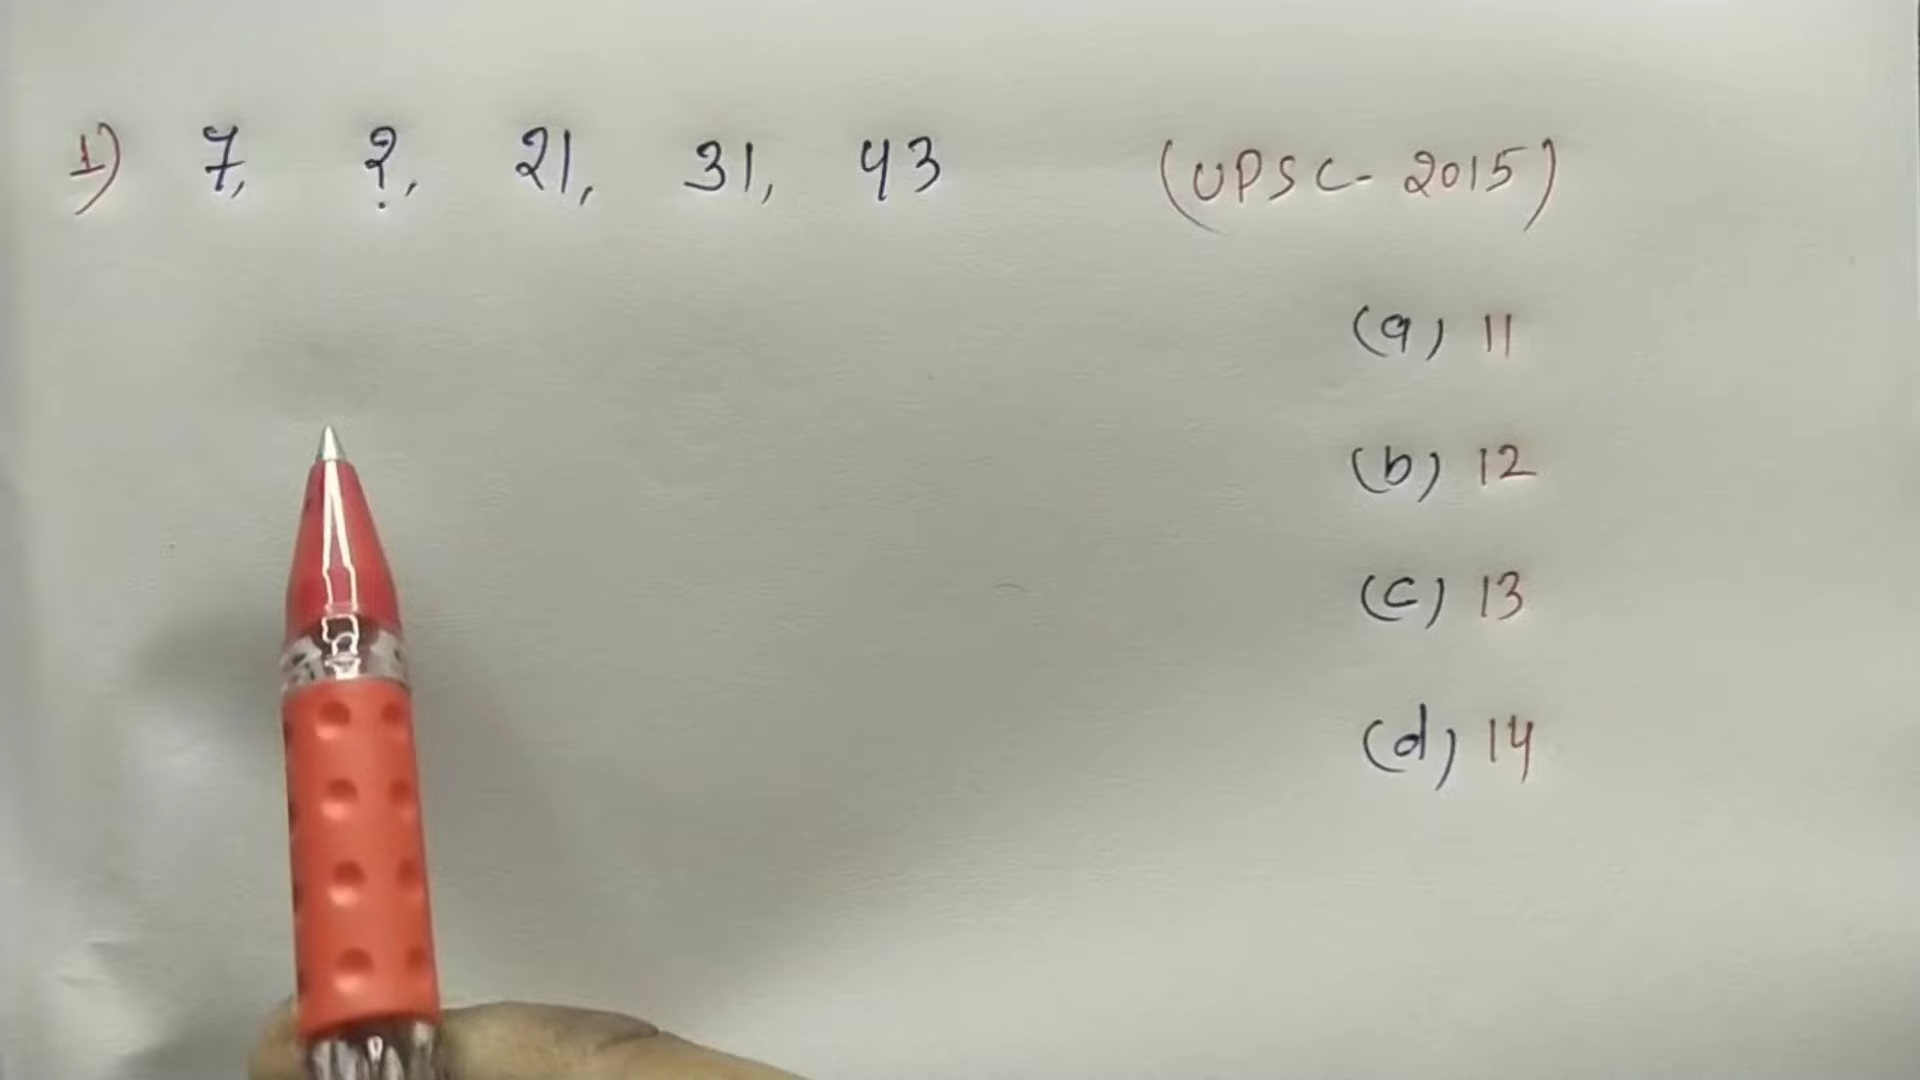 1) 7, ?, 21, 31, 43 (UPSC- 2015)
(a) 11
(b) 12
(c) 13
(d) 14